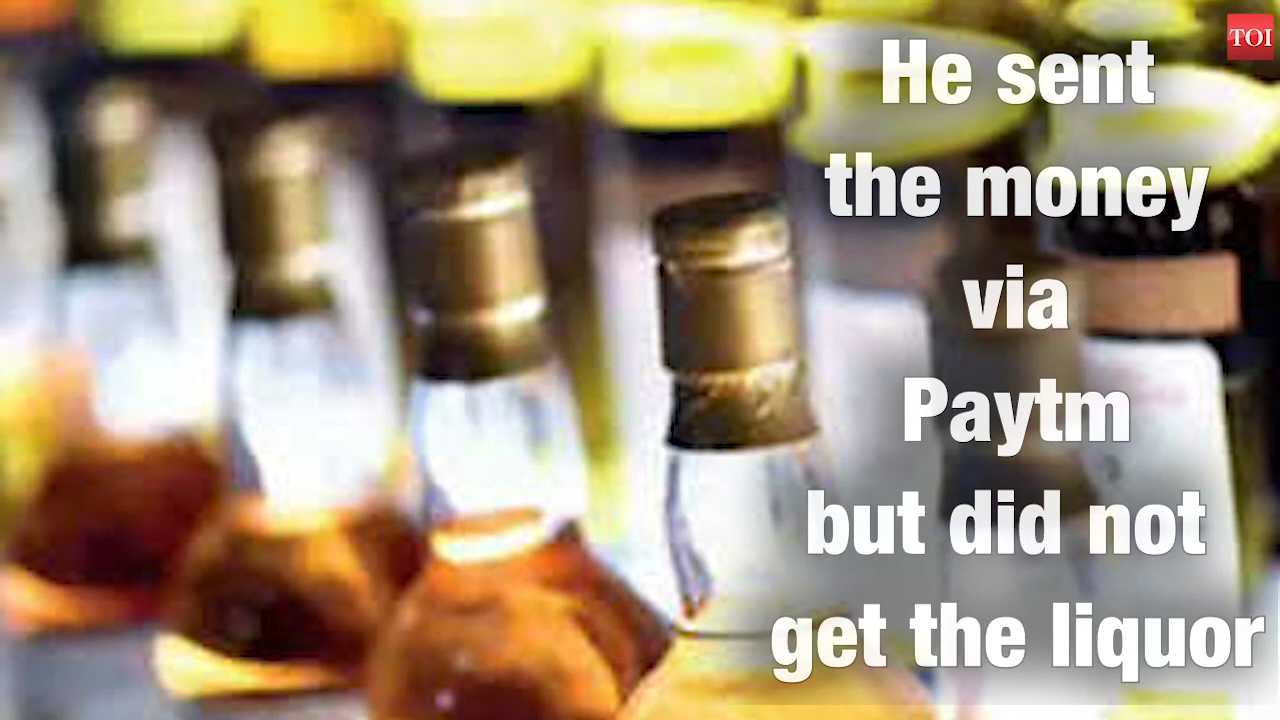 TOI
He sent
the money
via
Paytm
but did not
get the liquor